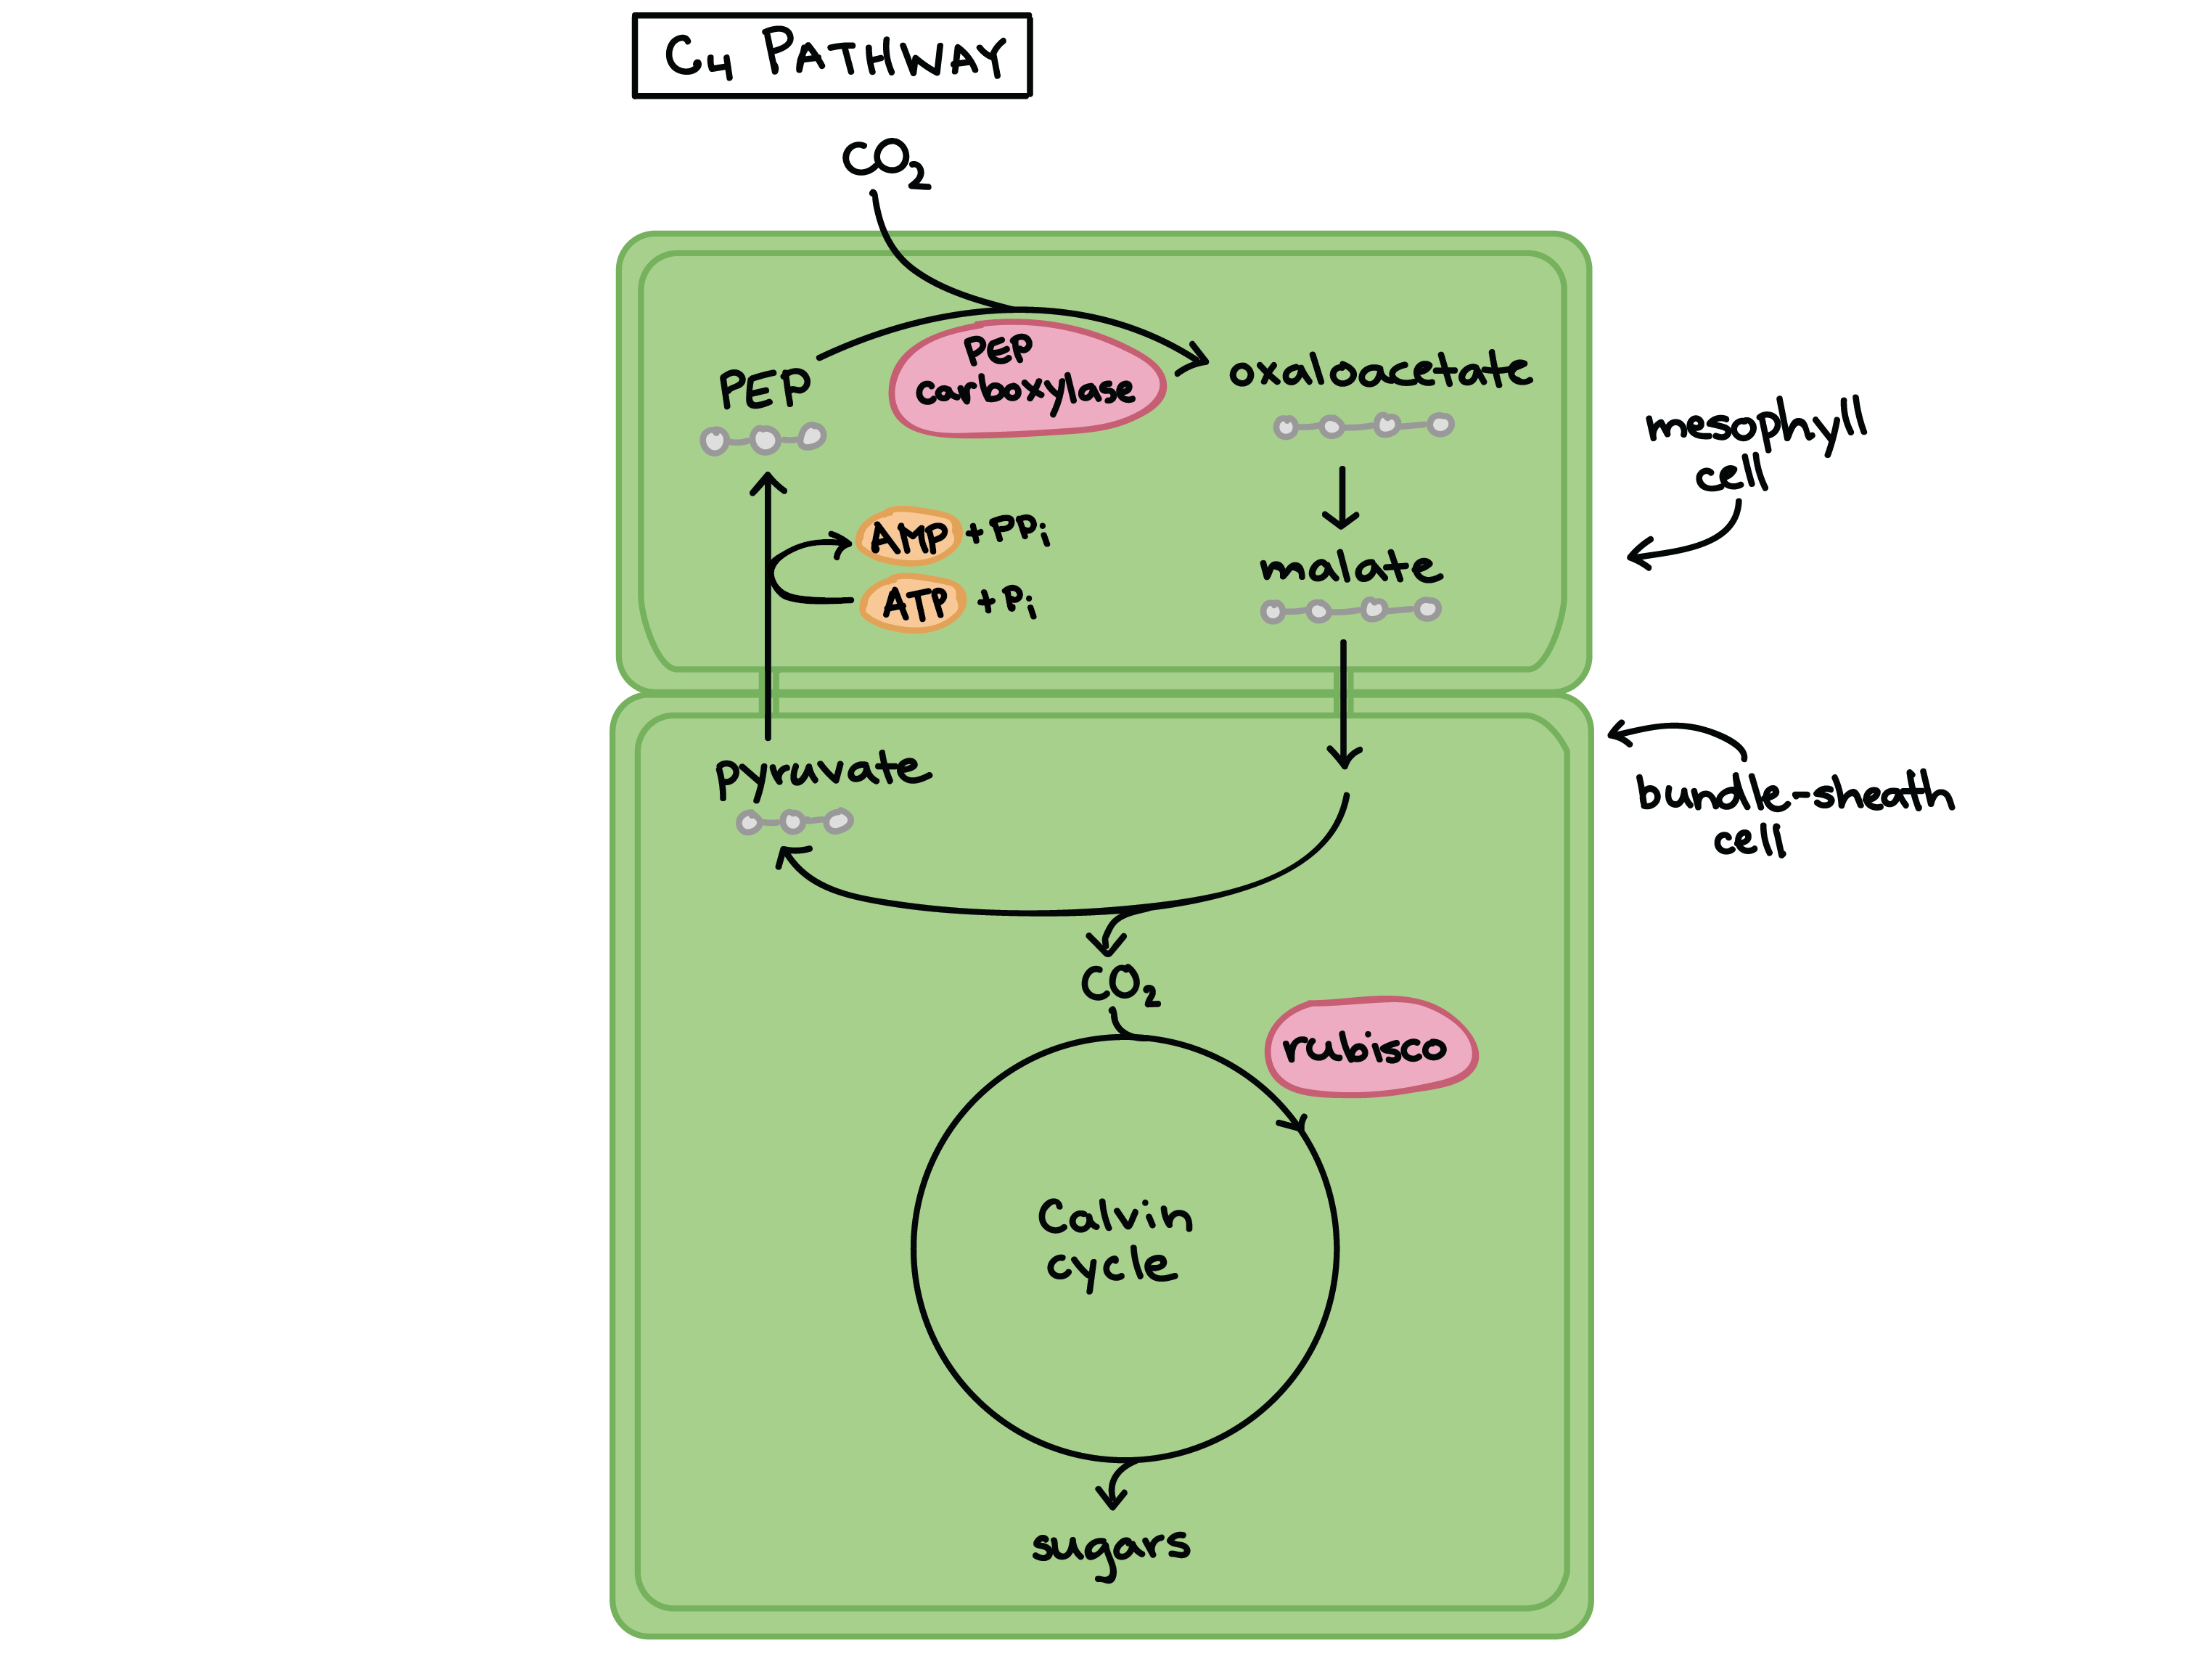 C4 PATHWAY
CO2
PEP
carboxylase
PEP
oxaloacetate
mesophyll
cell
AMP + PPi
ATP + Pi
malate
pyruvate
bundle-sheath
cell
CO2
rubisco
Calvin
cycle
sugars